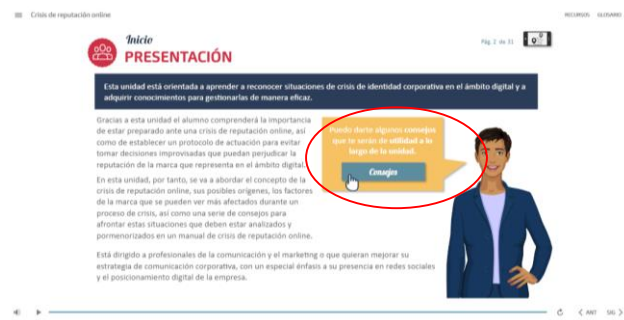 Crisis de reputación online
RECURSOS GLOSARIO
Inicio
PRESENTACIÓN
Pág. 2 de 31
Esta unidad está orientada a aprender a reconocer situaciones de crisis de identidad corporativa en el ámbito digital y a
adquirir conocimientos para gestionarlas de manera eficaz.
Gracias a esta unidad el alumno comprenderá la importancia
de estar preparado ante una crisis de reputación online, así
como de establecer un protocolo de actuación para evitar
tomar decisiones improvisadas que puedan perjudicar la
reputación de la marca que representa en el ámbito digital.
En esta unidad, por tanto, se va a abordar el concepto de la
crisis de reputación online, sus posibles orígenes, los factores
de la marca que se pueden ver más afectados durante un
proceso de crisis, así como una serie de consejos para
afrontar estas situaciones que deben estar analizados y
pormenorizados en un manual de crisis de reputación online.
Puedo darte algunos consejos
que te serán de utilidad a lo
largo de la unidad.
Consejos
Está dirigido a profesionales de la comunicación y el marketing o que quieran mejorar su
estrategia de comunicación corporativa, con un especial énfasis a su presencia en redes sociales
y el posicionamiento digital de la empresa.
ANT SIG